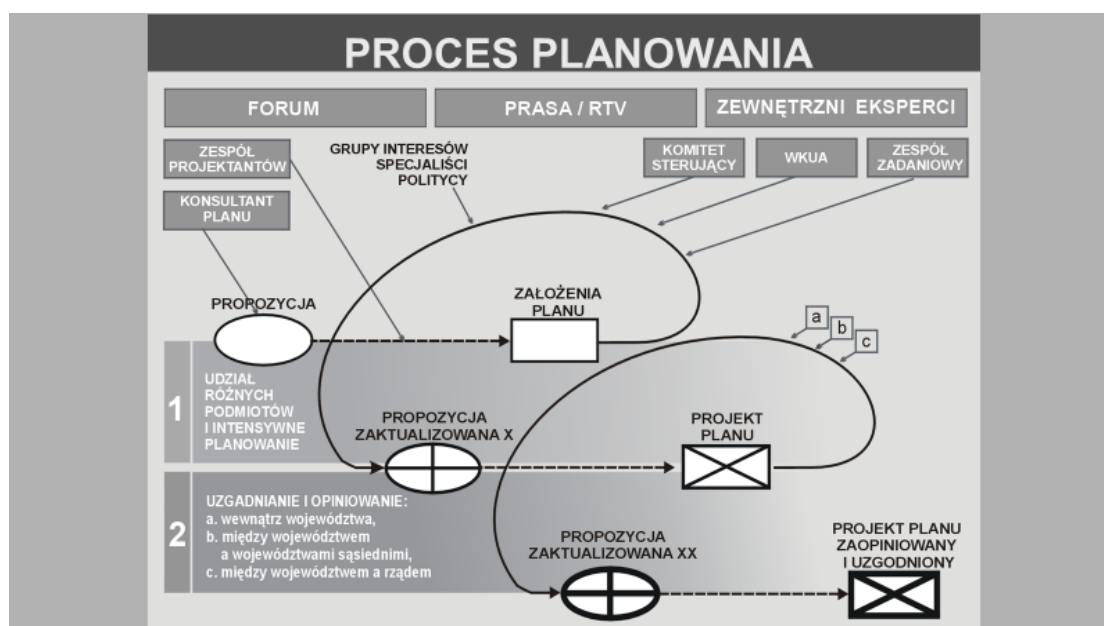 PROCES PLANOWANIA
FORUM
PRASA / RTV
ZEWNĘTRZNI EKSPERCI
ZESPÓŁ
PROJEKTANTÓW
GRUPY INTERESÓW
SPECJALIŚCI
POLITYCY
KOMITET
STERUJĄCY
WKUA
ZESPÓŁ
ZADANIOWY
KONSULTANT
PLANU
PROPOZYCJA
ZAŁOŻENIA
PLANU
a
b
c
1
UDZIAŁ
RÓŻNYCH
PODMIOTÓW
I INTENSYWNE
PLANOWANIE
PROPOZYCJA
ZAKTUALIZOWANA X
PROJEKT
PLANU
2
UZGADNIANIE I OPINIOWANIE:
a. wewnątrz województwa,
b. między województwem
a województwami sąsiednimi,
c. między województwem a rządem
PROPOZYCJA
ZAKTUALIZOWANA XX
PROJEKT PLANU
ZAOPINIOWANY
I UZGODNIONY